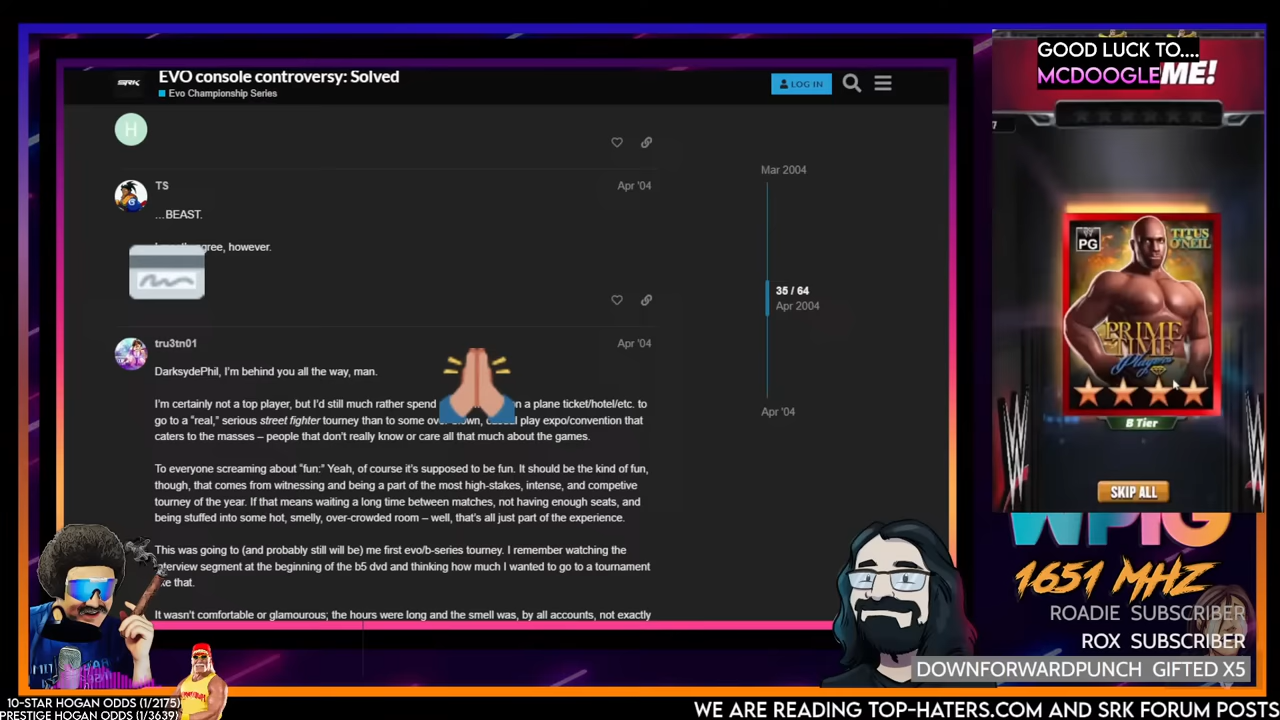 EVO console controversy: Solved
Evo Championship Series
SRK
LOG IN
H
TS
Apr '04
...BEAST.
gree, however.
tru3tn01
Apr '04
DarksydePhil, I'm behind you all the way, man.
I'm certainly not a top player, but I'd still much rather spend on a plane ticket/hotel/etc. to
go to a "real," serious street fighter tourney than to some play expo/convention that
caters to the masses – people that don't really know or care all that much about the games.
To everyone screaming about "fun:" Yeah, of course it's supposed to be fun. It should be the kind of fun,
though, that comes from witnessing and being a part of the most high-stakes, intense, and competive
tourney of the year. If that means waiting a long time between matches, not having enough seats, and
being stuffed into some hot, smelly, over-crowded room – well, that's all just part of the experience.
This was going to (and probably still will be) me first evo/b-series tourney. I remember watching the
interview segment at the beginning of the b5 dvd and thinking how much I wanted to go to a tournament
like that.
It wasn't comfortable or glamourous; the hours were long and the smell was, by all accounts, not exactly
Mar 2004
35 / 64
Apr 2004
Apr '04
GOOD LUCK TO....
MCDOOGLE
ME!
7
PG
TITUS
O'NEIL
PRIME
TIME
Players
B Tier
SKIP ALL
WPIG
1651 MHZ
ROADIE SUBSCRIBER
ROX SUBSCRIBER
DOWNFORWARDPUNCH GIFTED X5
10-STAR HOGAN ODDS (1/2175)
PRESTIGE HOGAN ODDS (1/3639)
WE ARE READING TOP-HATERS.COM AND SRK FORUM POSTS